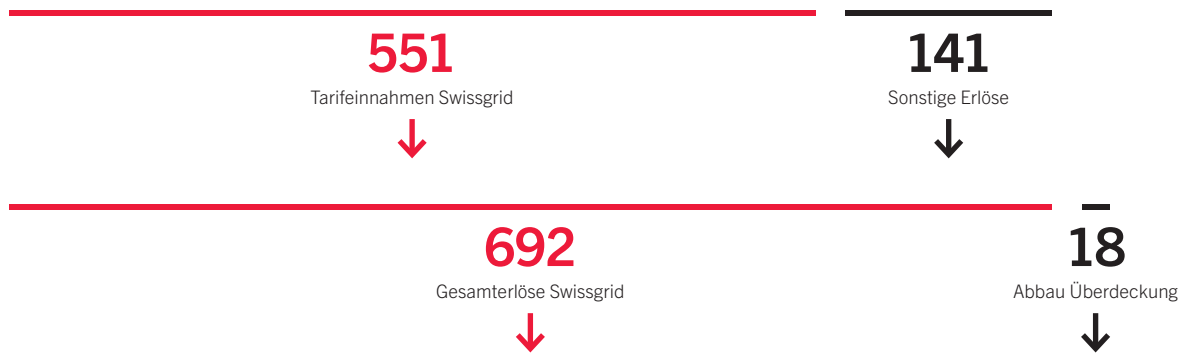 551
Tarifeinnahmen Swissgrid
141
Sonstige Erlöse
692
Gesamterlöse Swissgrid
18
Abbau Überdeckung